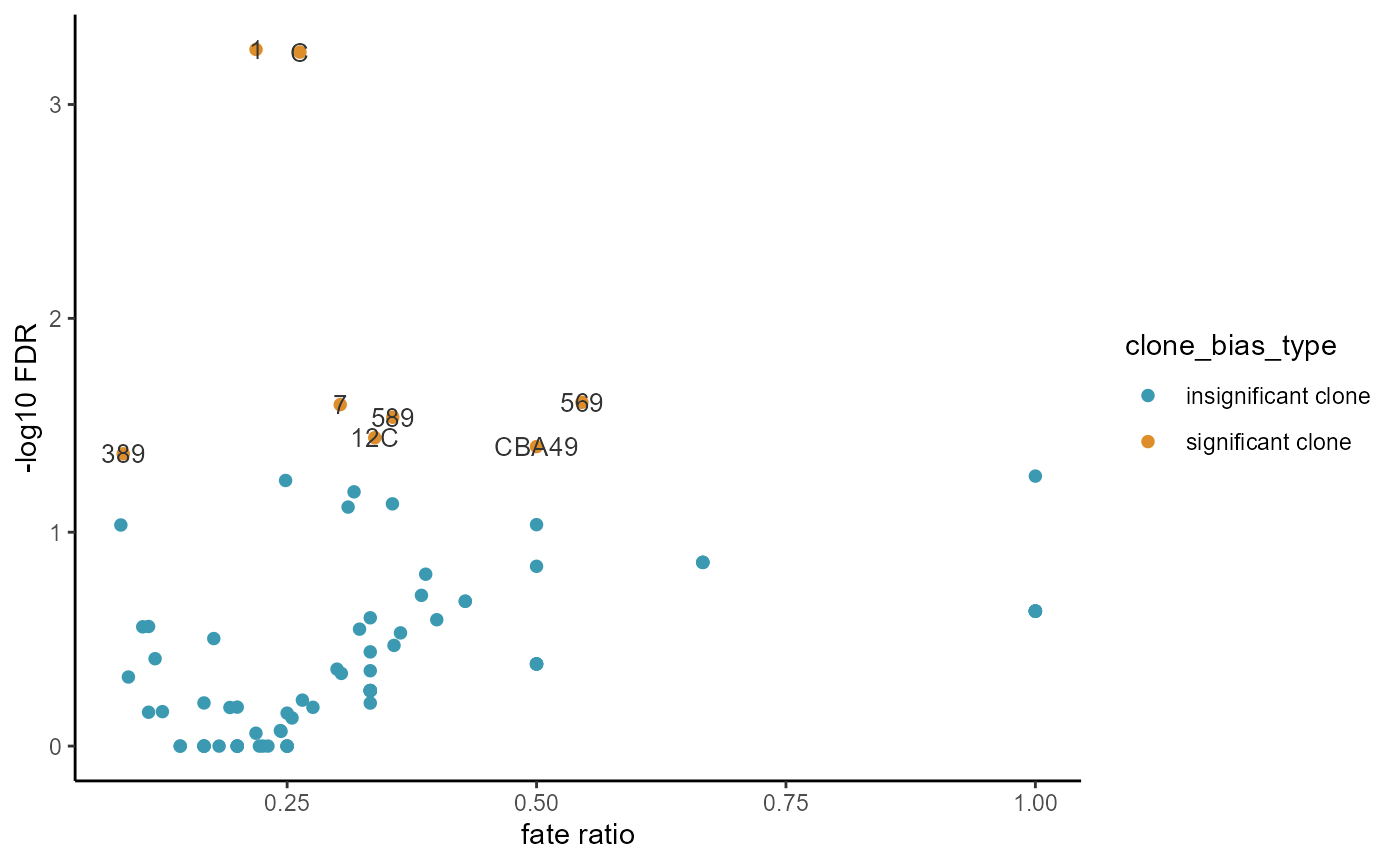 1
C
3
2
-log10 FDR
clone_bias_type
insignificant clone
significant clone
7
589
569
12C
CBA49
389
1
0
0.25
0.50
0.75
1.00
fate ratio